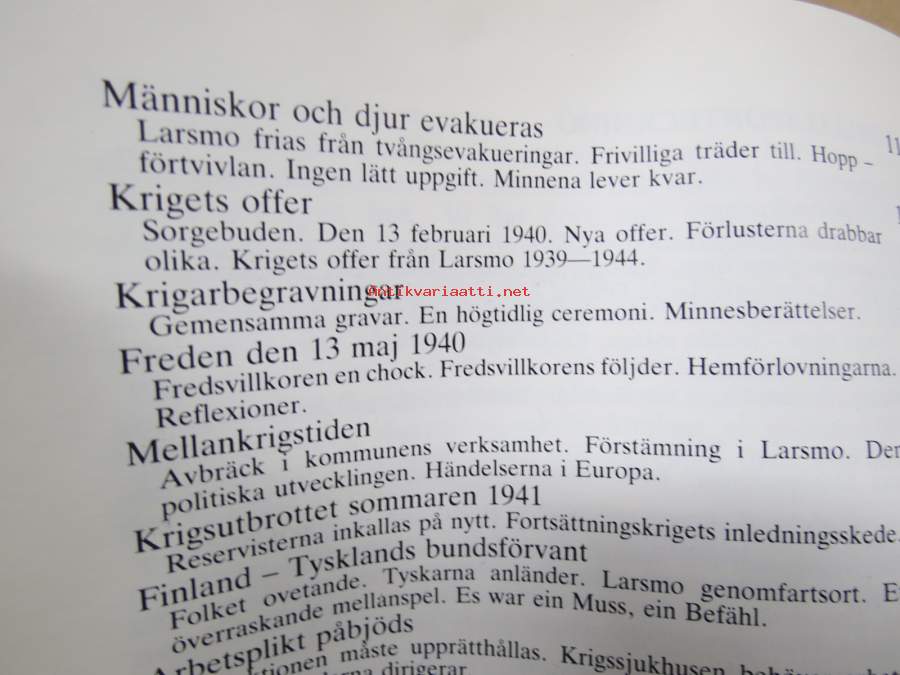 Människor och djur evakueras
Larsmo frias från tvångsevakueringar. Frivilliga träder till. Hopp –
förtvivlan. Ingen lätt uppgift. Minnena lever kvar.
Krigets offer
Sorgebuden. Den 13 februari 1940. Nya offer. Förlusterna drabbar
olika. Krigets offer från Larsmo 1939—1944.
Krigarbegravningar
antikvariaatti.net
Gemensamma gravar. En högtidlig ceremoni. Minnesberättelser.
Freden den 13 maj 1940
Fredsvillkoren en chock. Fredsvillkorens följder. Hemförlovningarna.
Reflexioner.
Mellankrigstiden
Avbräck i kommunens verksamhet. Förstämning i Larsmo. Den
politiska utvecklingen. Händelserna i Europa.
Krigsutbrottet sommaren 1941
Reservisterna inkallas på nytt. Fortsättningskrigets inledningsskede.
Finland – Tysklands bundsförvant
Folket ovetande. Tyskarna anländer. Larsmo genomfartsort.
överraskande mellanspel. Es war ein Muss, ein Befähl.
Arbetsplikt påbjöds
måste upprätthållas. Krigssjukhusen
dirigerar